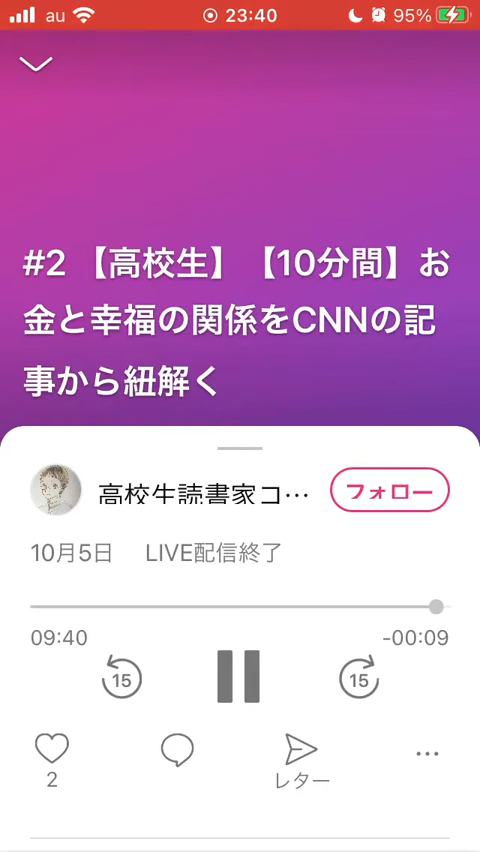 au 23:40 95%
#2 【高校生】【10分間】お
金と幸福の関係をCNNの記
事から紐解く
高校生読書家コ… フォロー
10月5日 LIVE配信終了
09:40 -00:09
15 15
2 レター